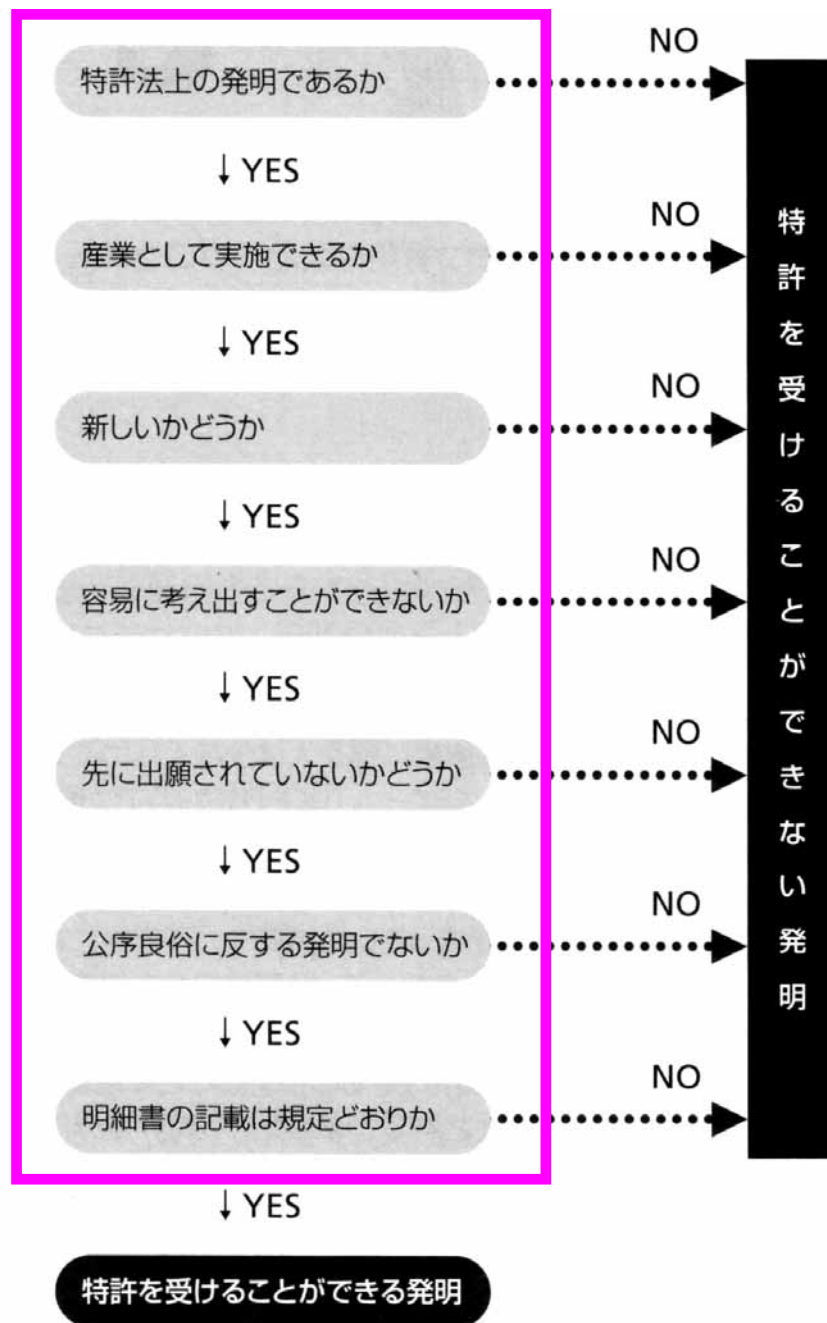 特許法上の発明であるか
NO
↓ YES
産業として実施できるか
NO
↓ YES
新しいかどうか
NO
↓ YES
容易に考え出すことができないか
NO
↓ YES
先に出願されていないかどうか
NO
↓ YES
公序良俗に反する発明でないか
NO
↓ YES
明細書の記載は規定どおりか
NO
↓ YES
特許を受けることができる発明
特許を受けることができない発明